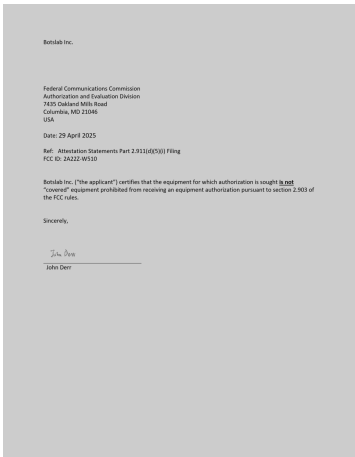 Botslab Inc.
Federal Communications Commission
Authorization and Evaluation Division
7435 Oakland Mills Road
Columbia, MD 21046
USA
Date: 29 April 2025
Ref: Attestation Statements Part 2.911(d)(5)(i) Filing
FCC ID: 2A22Z-W510
Botslab Inc. (“the applicant”) certifies that the equipment for which authorization is sought is not
“covered” equipment prohibited from receiving an equipment authorization pursuant to section 2.903 of
the FCC rules.
Sincerely,
John Derr
John Derr